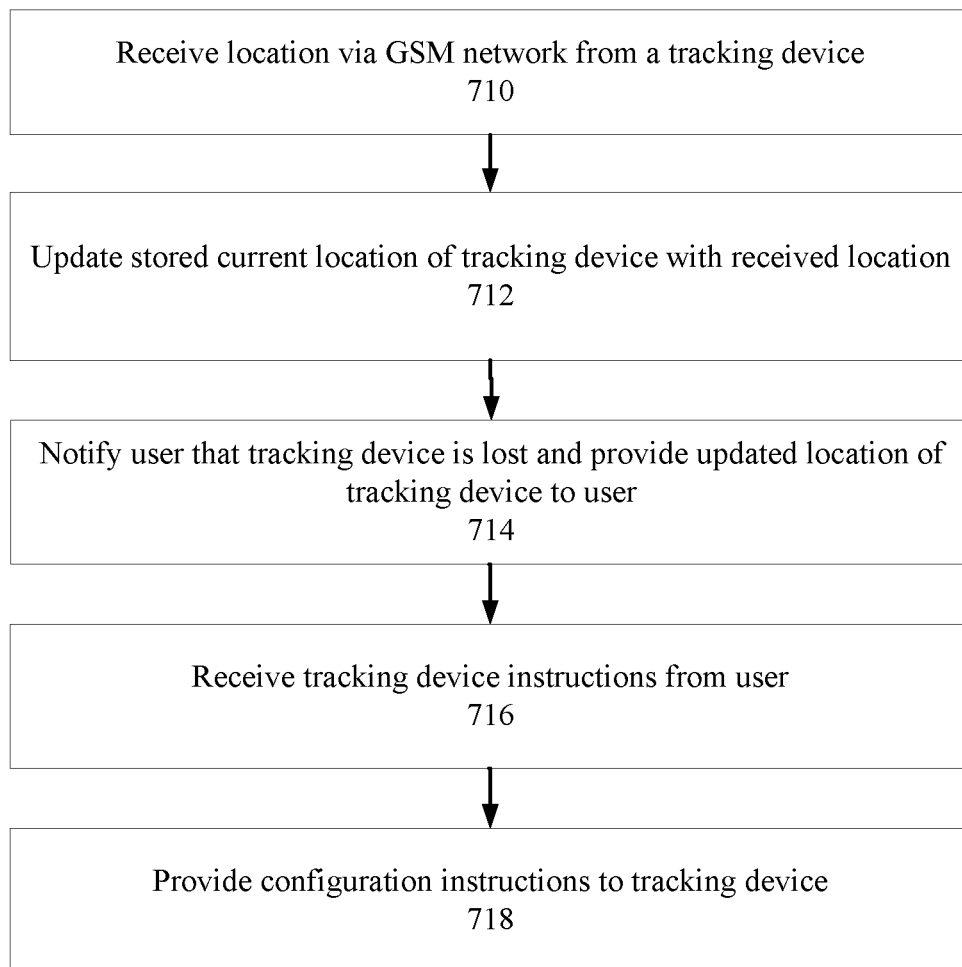 Receive location via GSM network from a tracking device
710
Update stored current location of tracking device with received location
712
Notify user that tracking device is lost and provide updated location of
tracking device to user
714
Receive tracking device instructions from user
716
Provide configuration instructions to tracking device
718